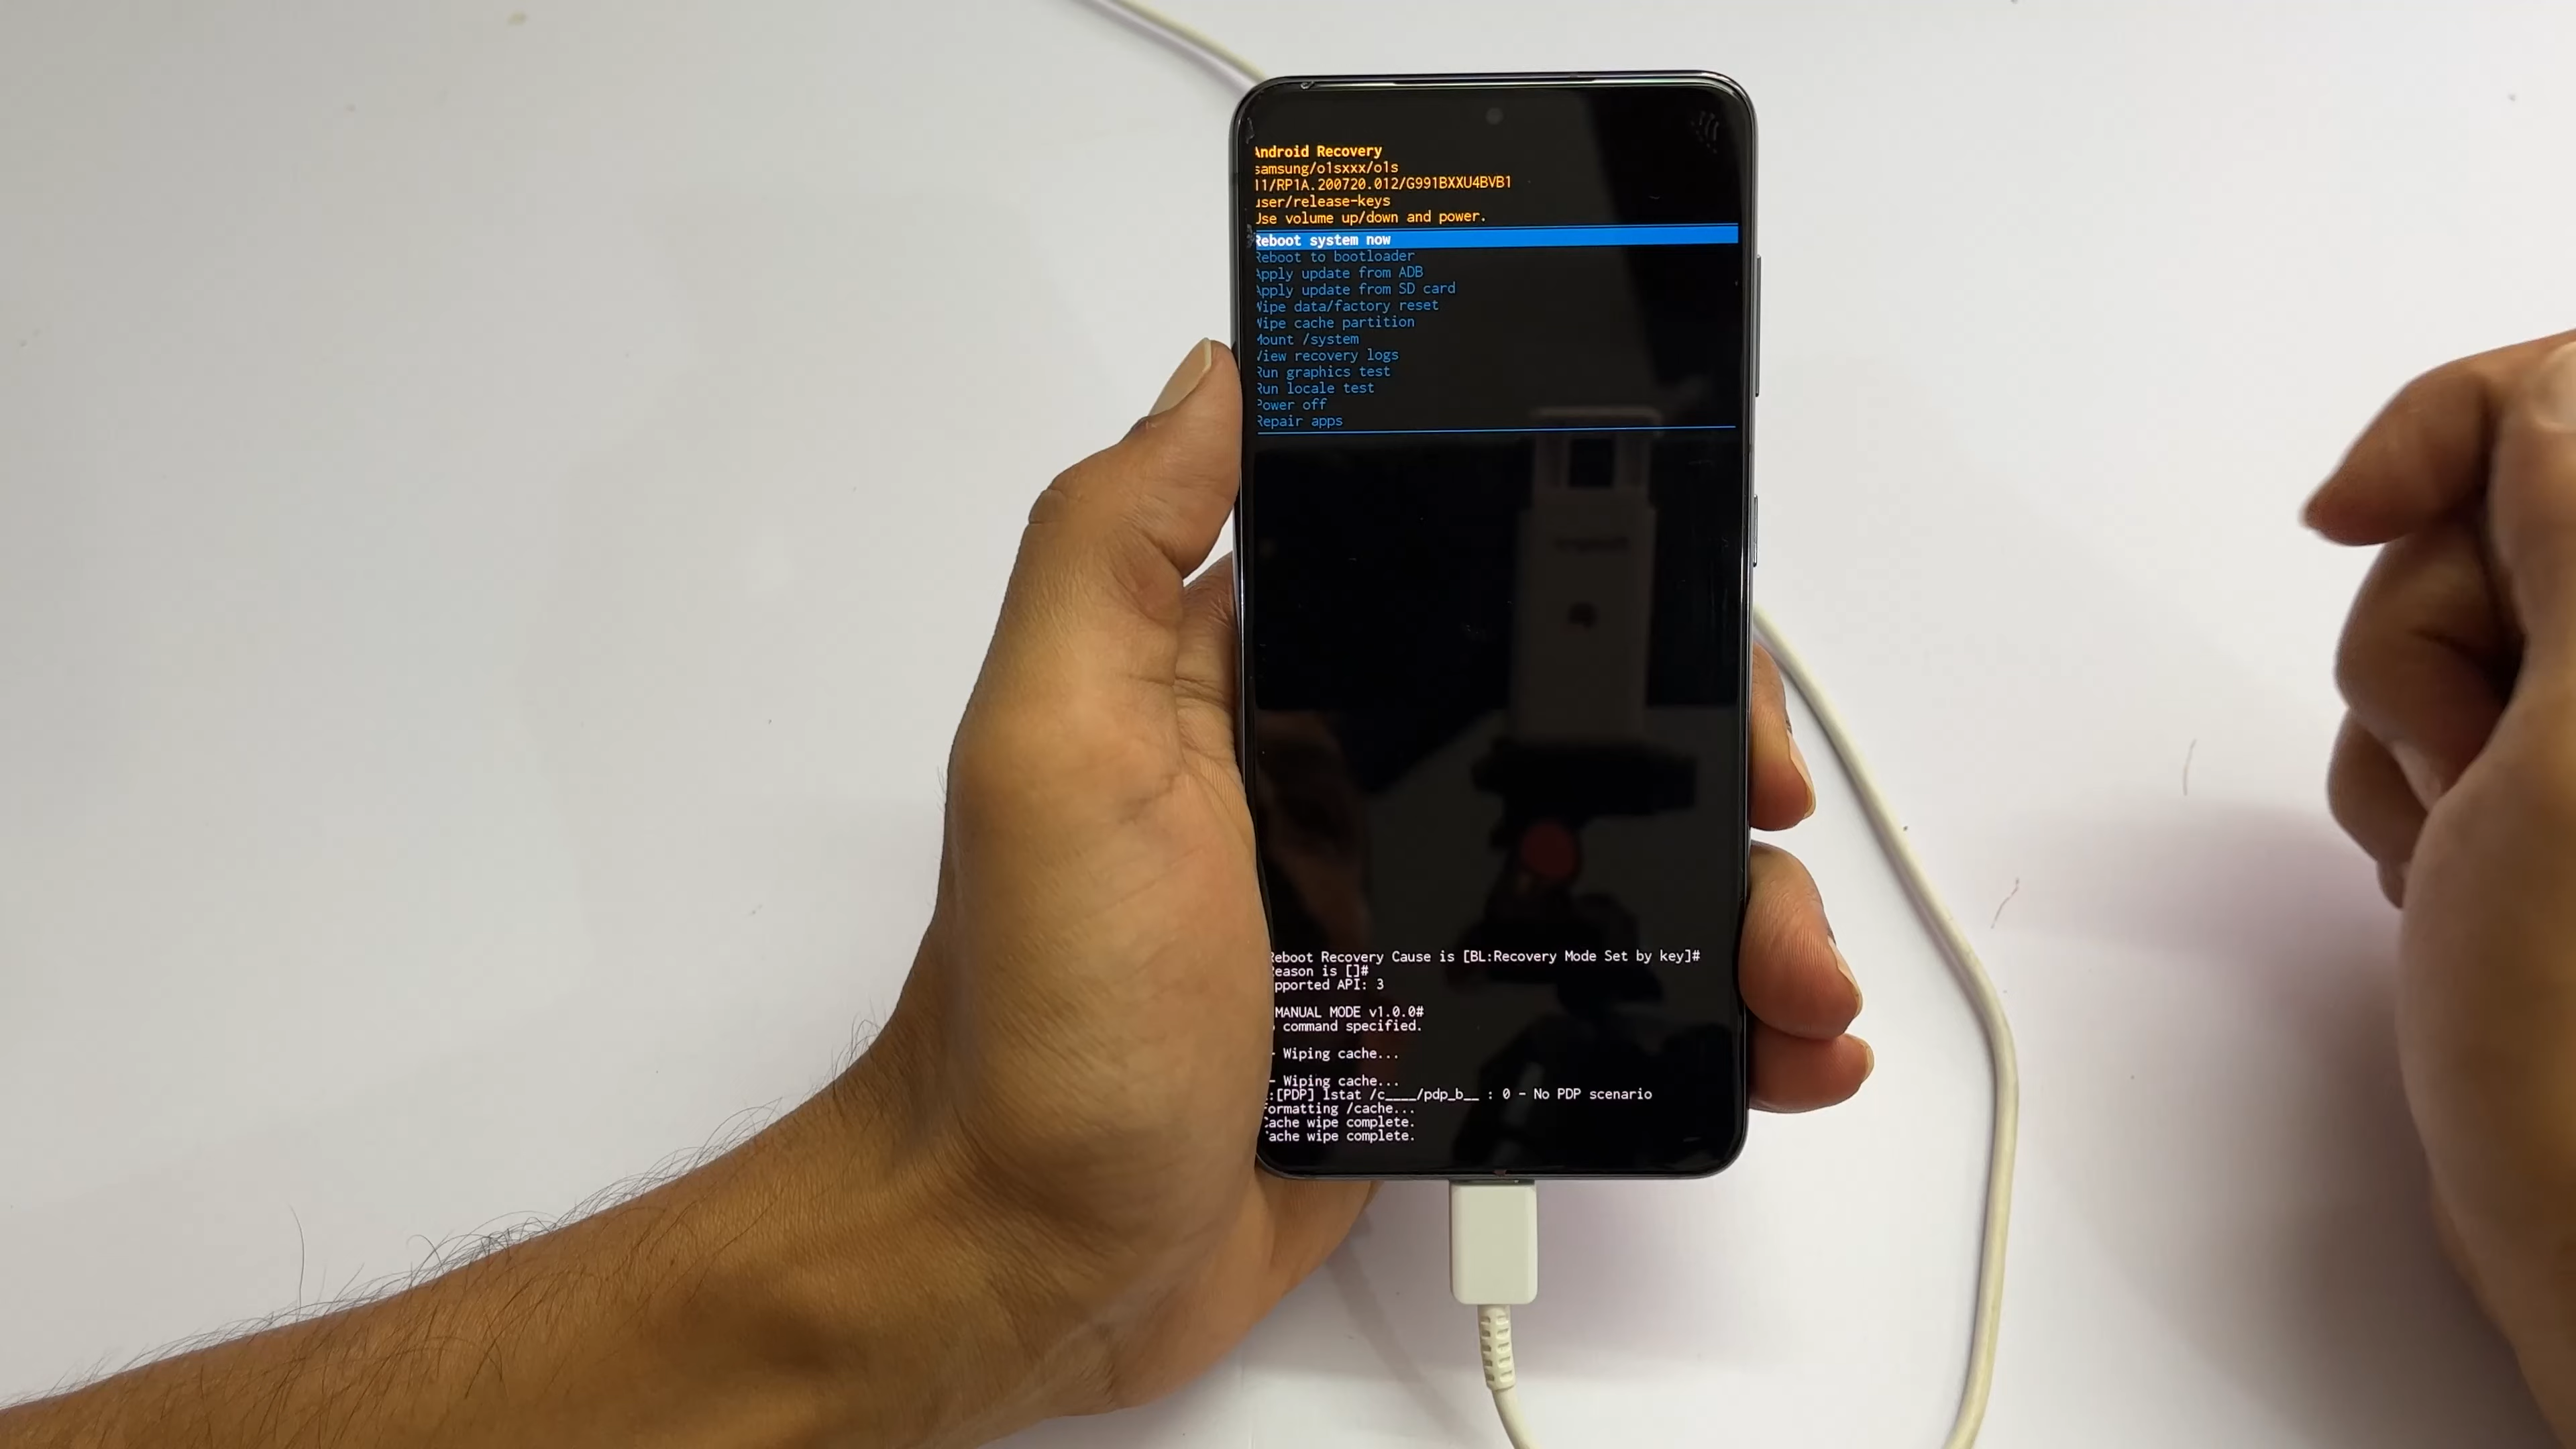 Android Recovery
samsung/o1sxxx/o1s
11/RP1A.200720.012/G991BXXU4BVB1
user/release-keys
Use volume up/down and power.
Reboot system now
Reboot to bootloader
Apply update from ADB
Apply update from SD card
Wipe data/factory reset
Wipe cache partition
Mount /system
View recovery logs
Run graphics test
Run locale test
Power off
Repair apps
Reboot Recovery Cause is [BL:Recovery Mode Set by key]#
Reason is []#
pported API: 3
MANUAL MODE v1.0.0#
command specified.
- Wiping cache...
- Wiping cache...
:[PDP] lstat /c____/pdp_b__ : 0 - No PDP scenario
Formatting /cache...
Cache wipe complete.
Cache wipe complete.